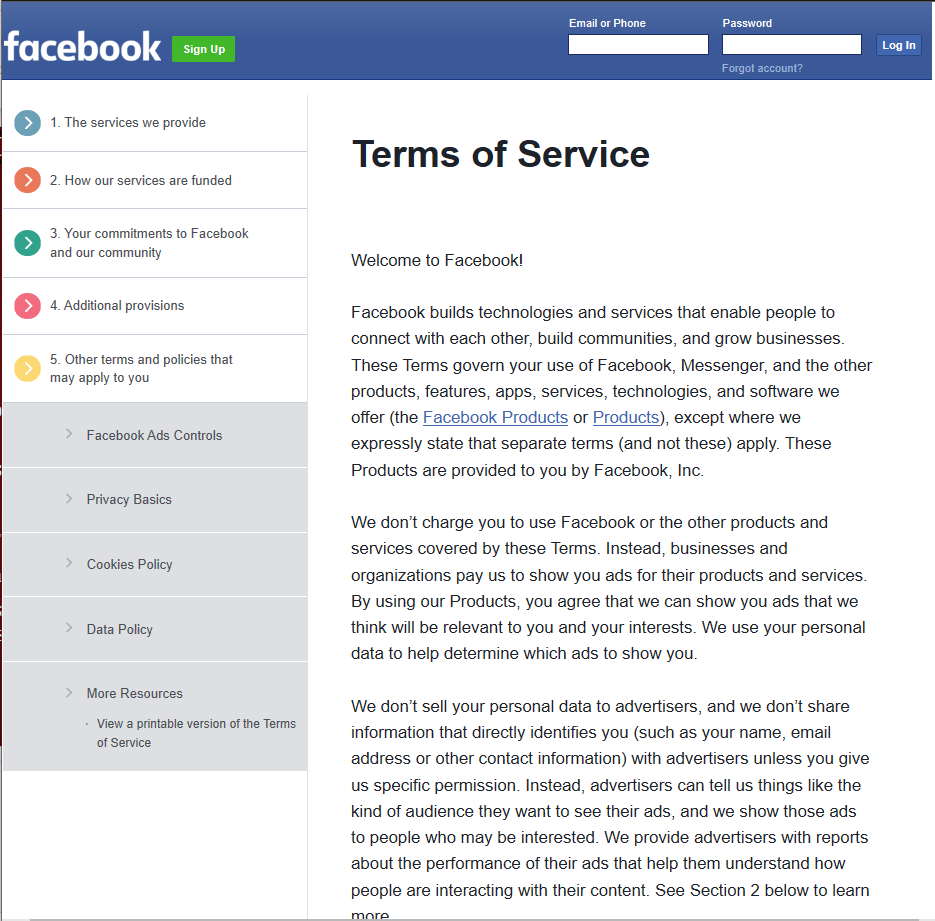 facebook
Sign Up
Email or Phone
Password
Log In
Forgot account?
1. The services we provide
2. How our services are funded
3. Your commitments to Facebook
and our community
4. Additional provisions
5. Other terms and policies that
may apply to you
Facebook Ads Controls
Privacy Basics
Cookies Policy
Data Policy
More Resources
· View a printable version of the Terms
of Service
Terms of Service
Welcome to Facebook!
Facebook builds technologies and services that enable people to
connect with each other, build communities, and grow businesses.
These Terms govern your use of Facebook, Messenger, and the other
products, features, apps, services, technologies, and software we
offer (the Facebook Products or Products), except where we
expressly state that separate terms (and not these) apply. These
Products are provided to you by Facebook, Inc.
We don’t charge you to use Facebook or the other products and
services covered by these Terms. Instead, businesses and
organizations pay us to show you ads for their products and services.
By using our Products, you agree that we can show you ads that we
think will be relevant to you and your interests. We use your personal
data to help determine which ads to show you.
We don’t sell your personal data to advertisers, and we don’t share
information that directly identifies you (such as your name, email
address or other contact information) with advertisers unless you give
us specific permission. Instead, advertisers can tell us things like the
kind of audience they want to see their ads, and we show those ads
to people who may be interested. We provide advertisers with reports
about the performance of their ads that help them understand how
people are interacting with their content. See Section 2 below to learn
more